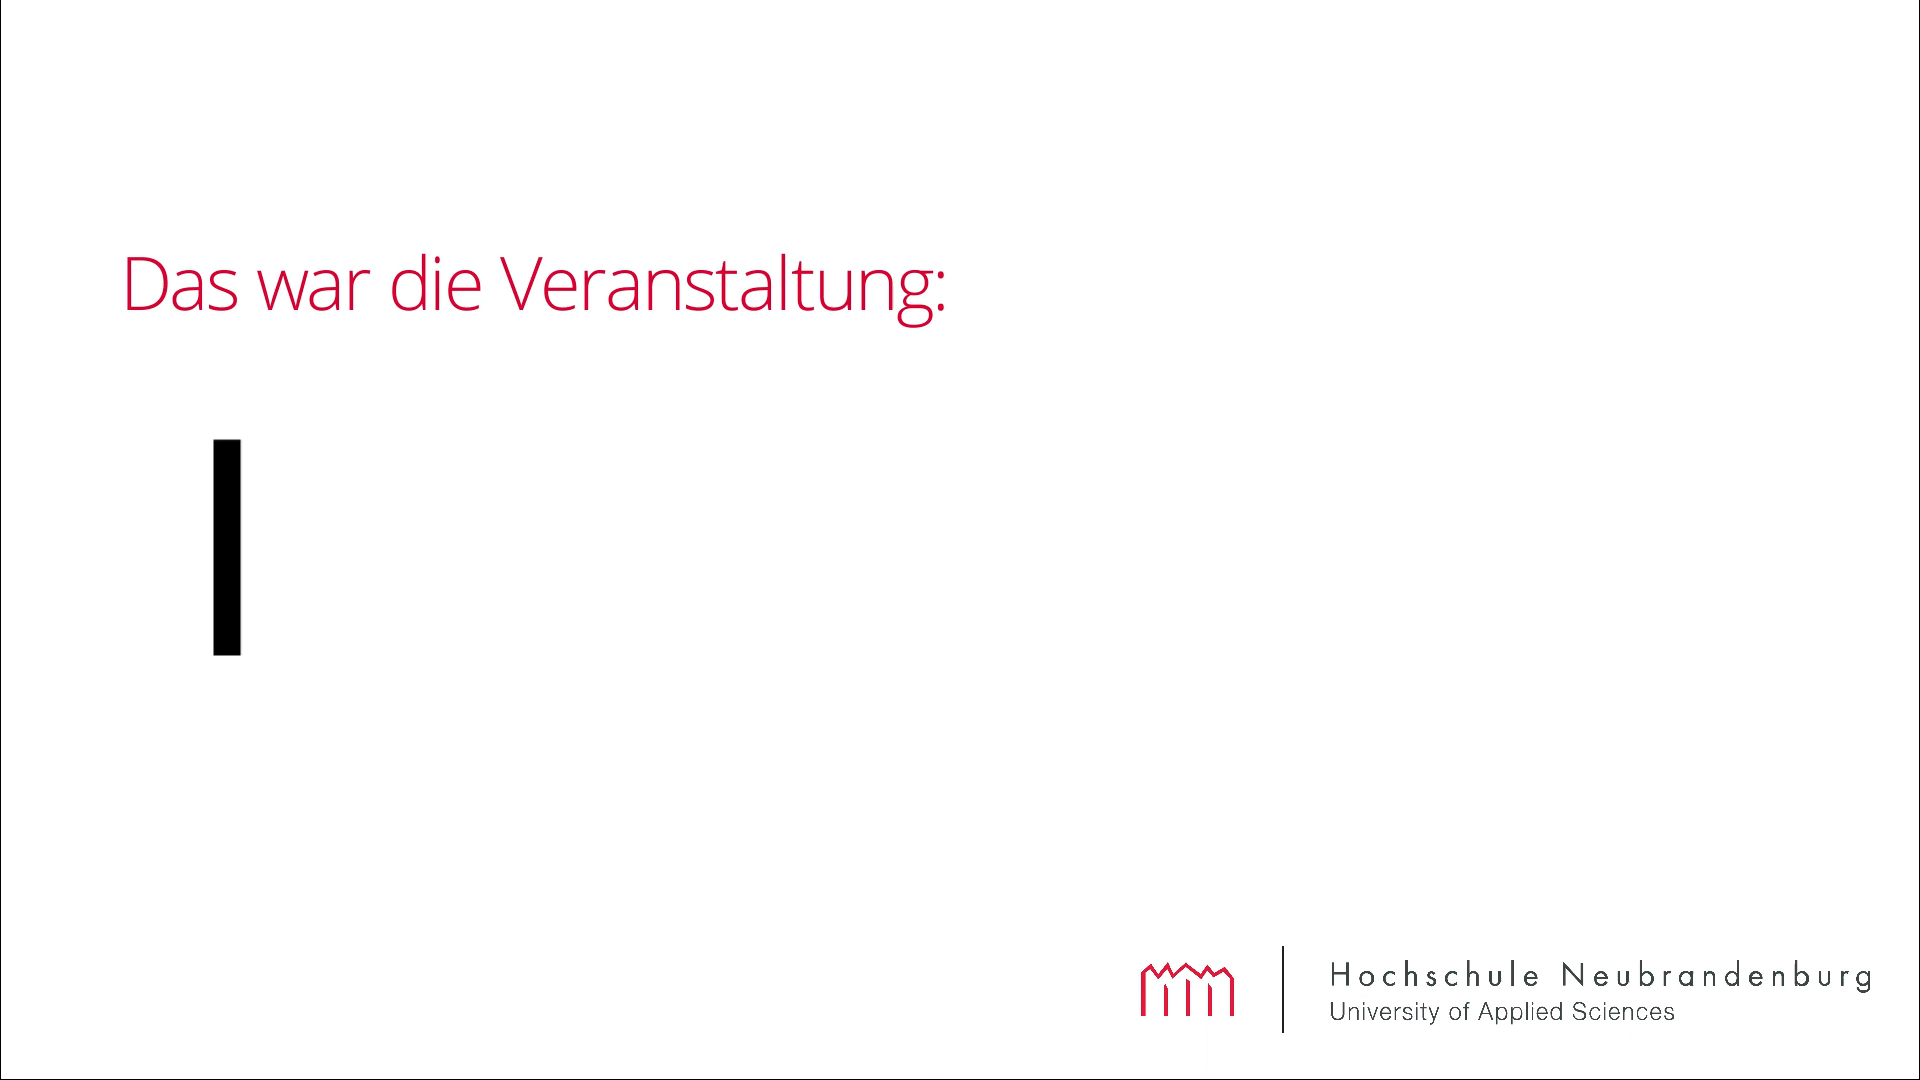 Das war die Veranstaltung:
Hochschule Neubrandenburg
University of Applied Sciences